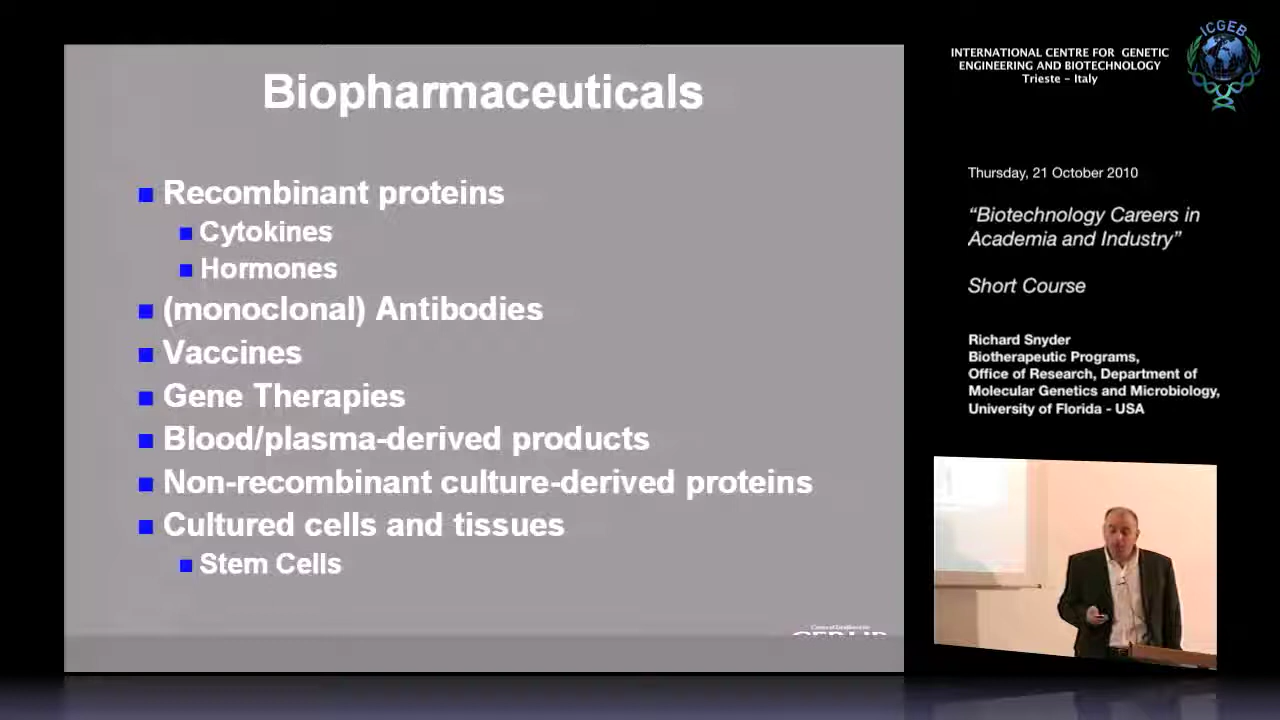 Biopharmaceuticals
Recombinant proteins
Cytokines
Hormones
(monoclonal) Antibodies
Vaccines
Gene Therapies
Blood/plasma-derived products
Non-recombinant culture-derived proteins
Cultured cells and tissues
Stem Cells
INTERNATIONAL CENTRE FOR GENETIC
ENGINEERING AND BIOTECHNOLOGY
Trieste – Italy
ICGEB
Thursday, 21 October 2010
“Biotechnology Careers in
Academia and Industry”
Short Course
Richard Snyder
Biotherapeutic Programs,
Office of Research, Department of
Molecular Genetics and Microbiology,
University of Florida - USA